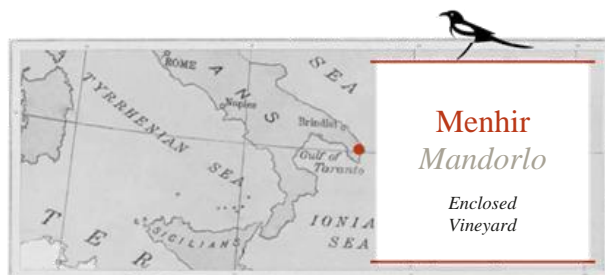 ROME
A N S
SEA
TYRRHENIAN
SEA
Naples
Brindisi
Gulf of
Taranto
IONIA
SEA
SICILIANS
T E R
Menhir
Mandorlo
Enclosed
Vineyard